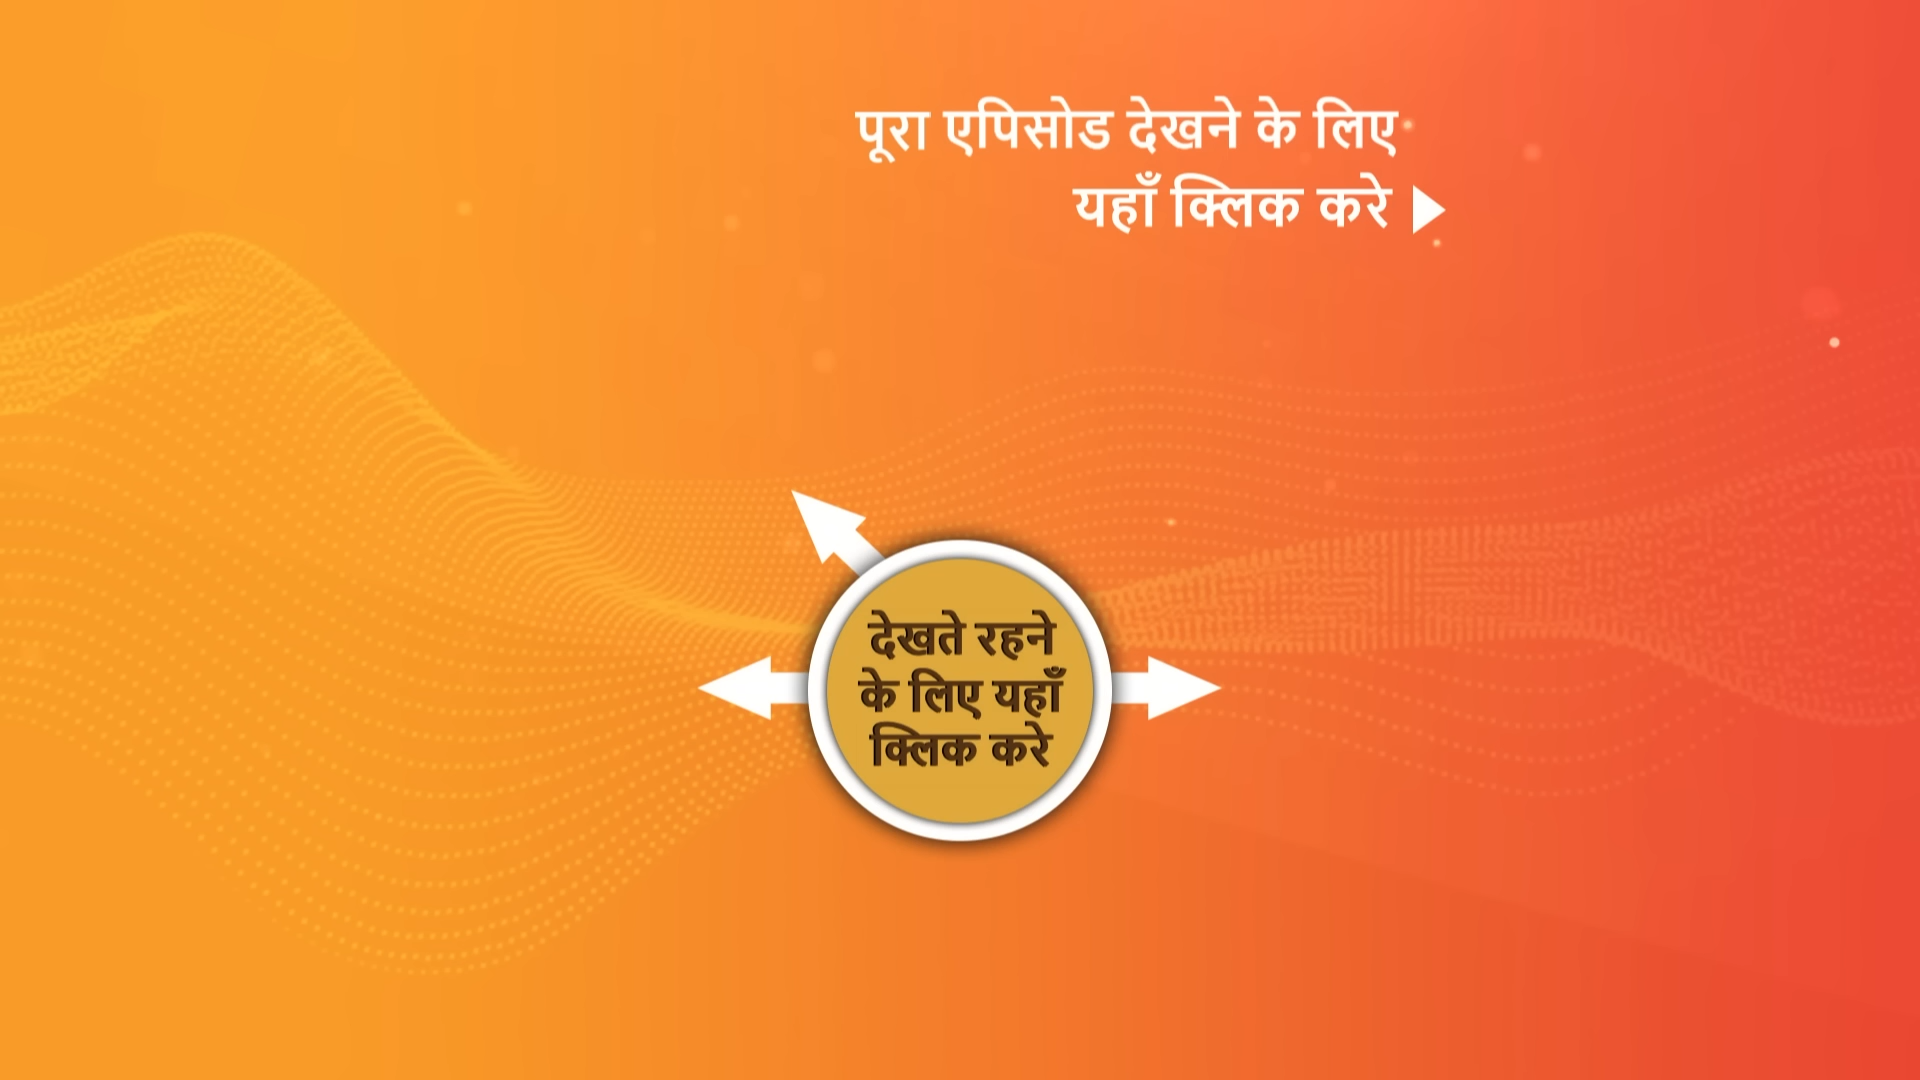 पूरा एपिसोड देखने के लिए
यहाँ क्लिक करे
देखते रहने
के लिए यहाँ
क्लिक करे